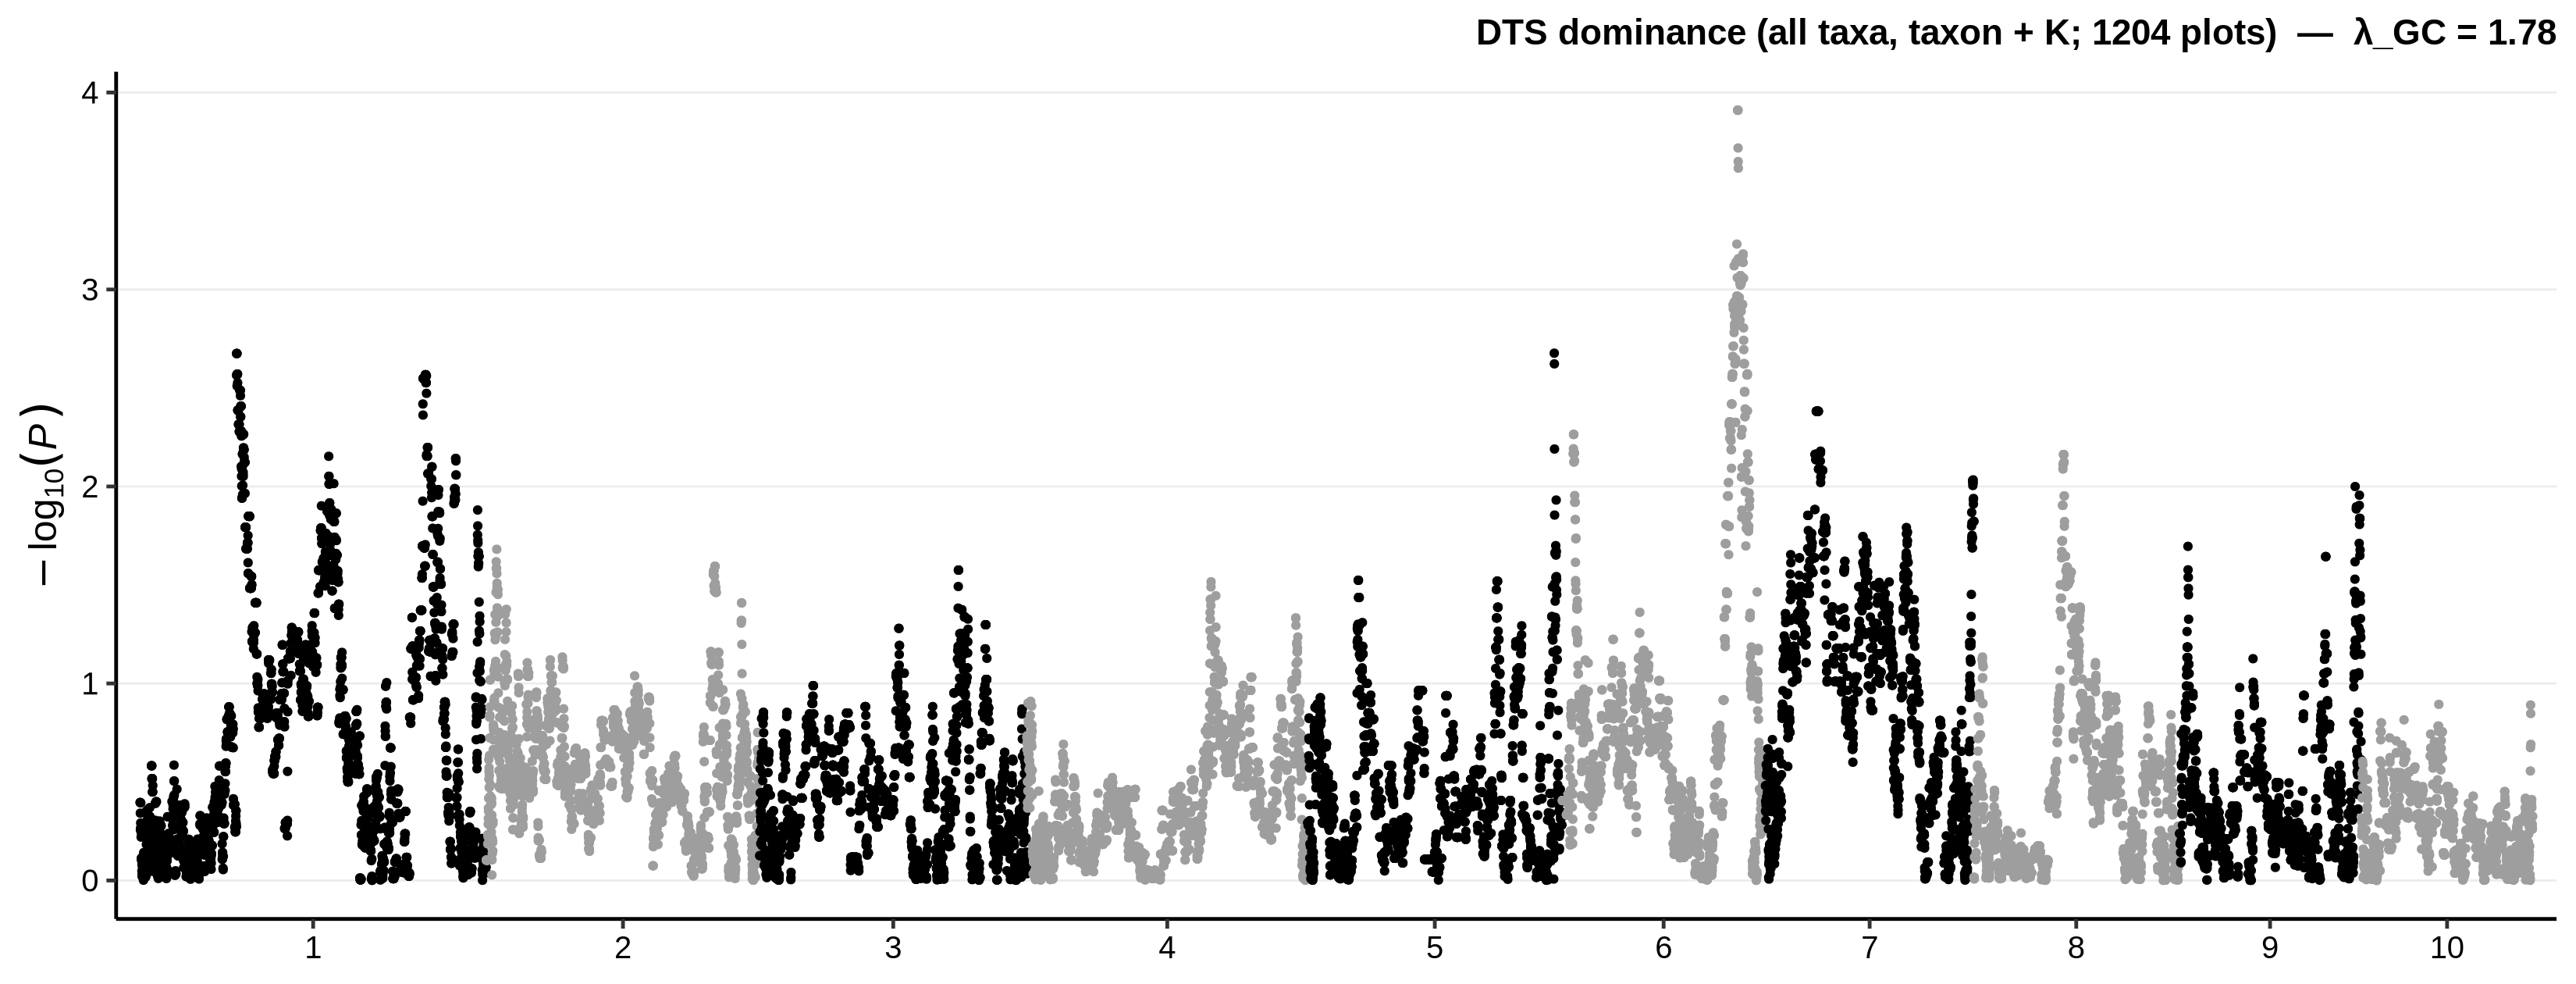 DTS dominance (all taxa, taxon + K; 1204 plots) — λ_GC = 1.78
− log10(P)
4
3
2
1
0
1 2 3 4 5 6 7 8 9 10